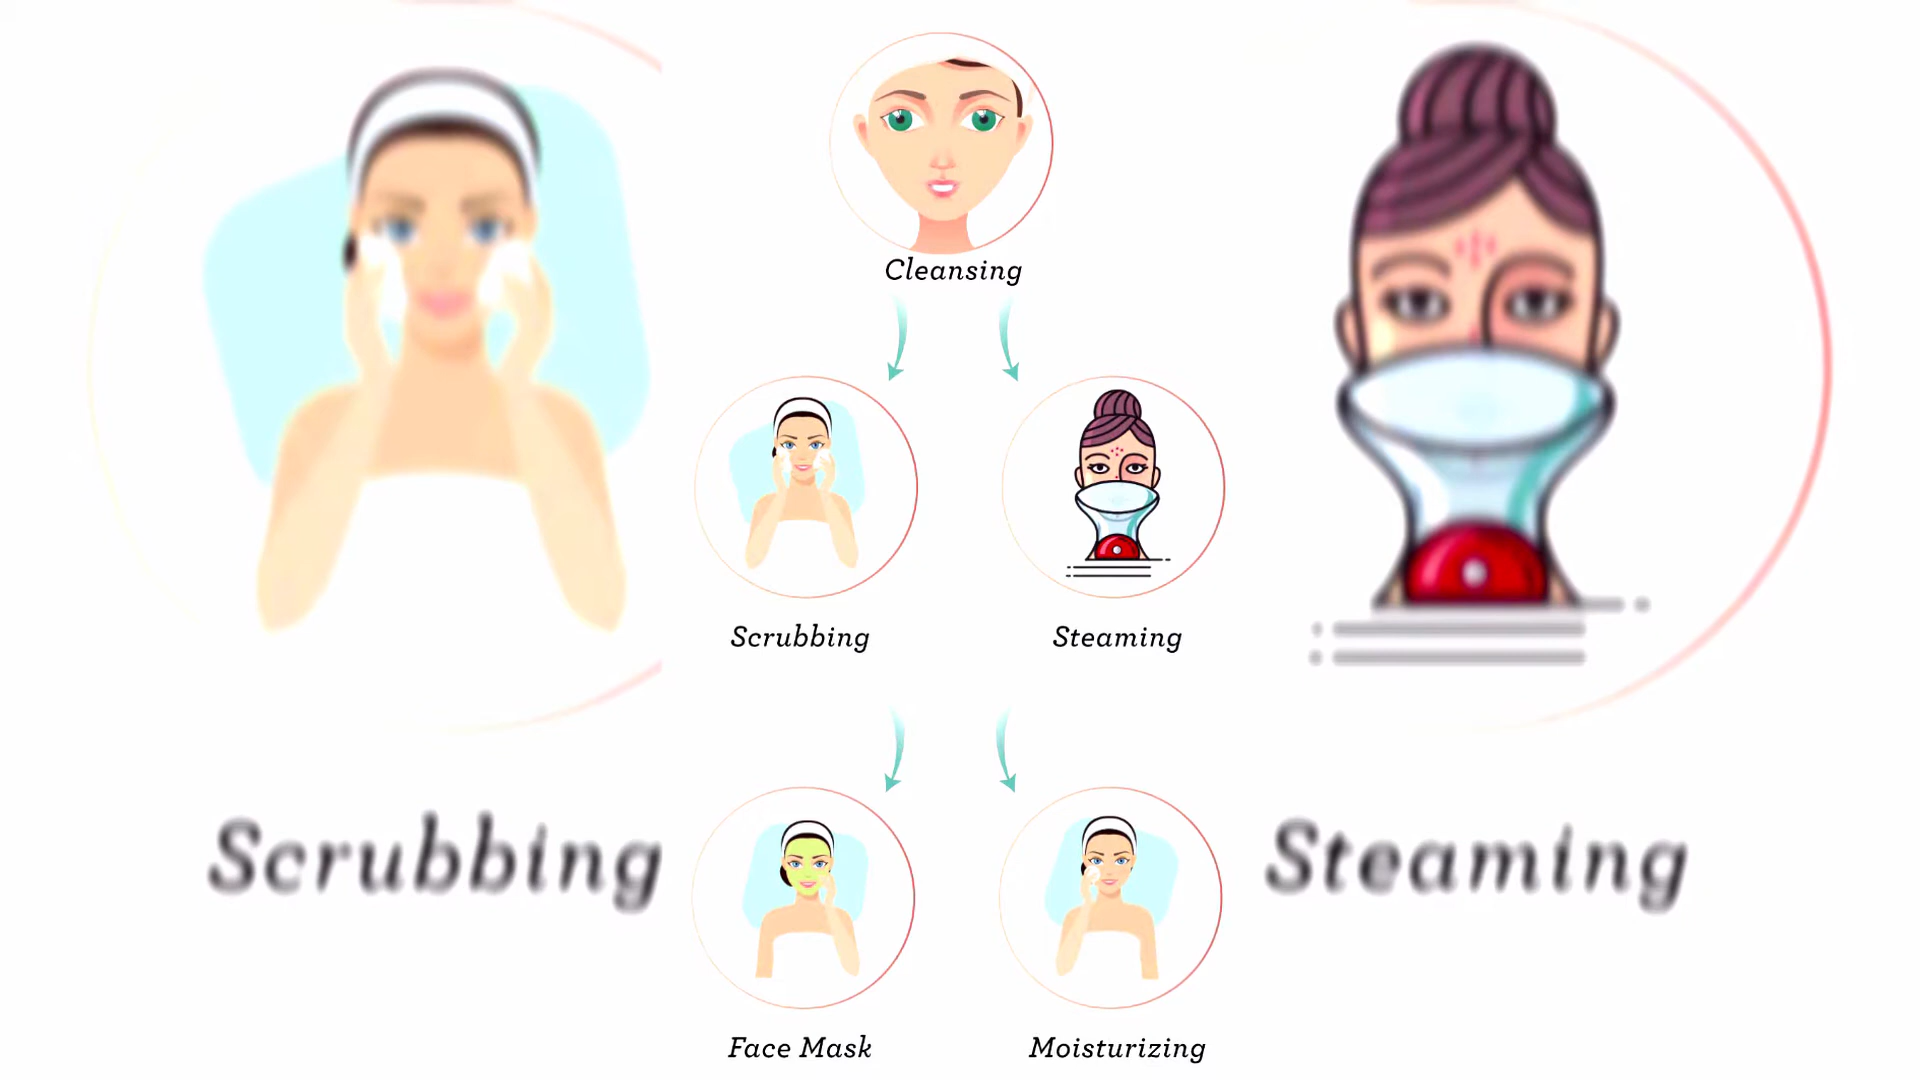 Cleansing
Scrubbing
Steaming
Scrubbing
Steaming
Face Mask
Moisturizing